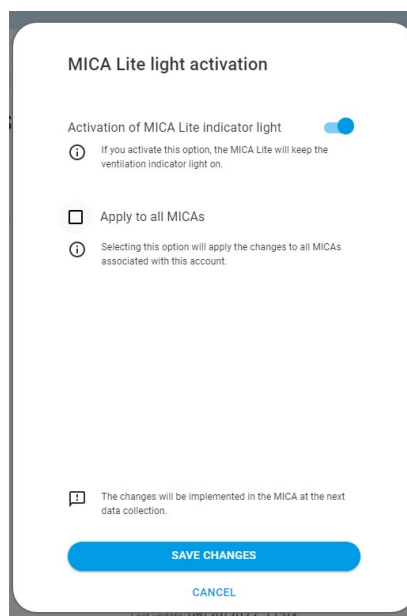 MICA Lite light activation
Activation of MICA Lite indicator light
If you activate this option, the MICA Lite will keep the
ventilation indicator light on.
Apply to all MICAs
Selecting this option will apply the changes to all MICAs
associated with this account.
The changes will be implemented in the MICA at the next
data collection.
SAVE CHANGES
CANCEL